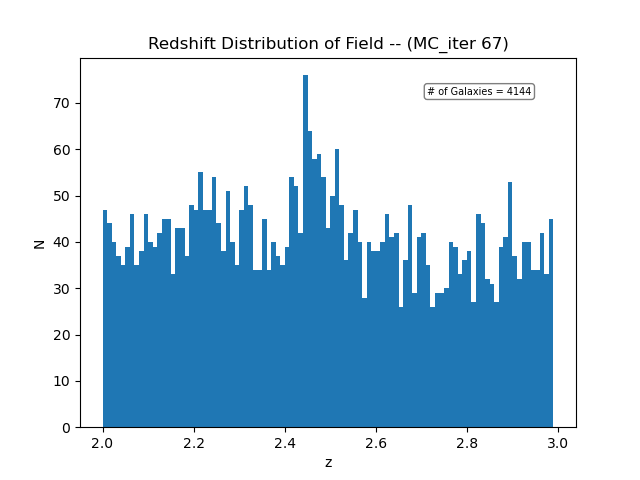 Redshift Distribution of Field -- (MC_iter 67)
# of Galaxies = 4144
70
60
50
40
30
20
10
0
N
2.0 2.2 2.4 2.6 2.8 3.0
z